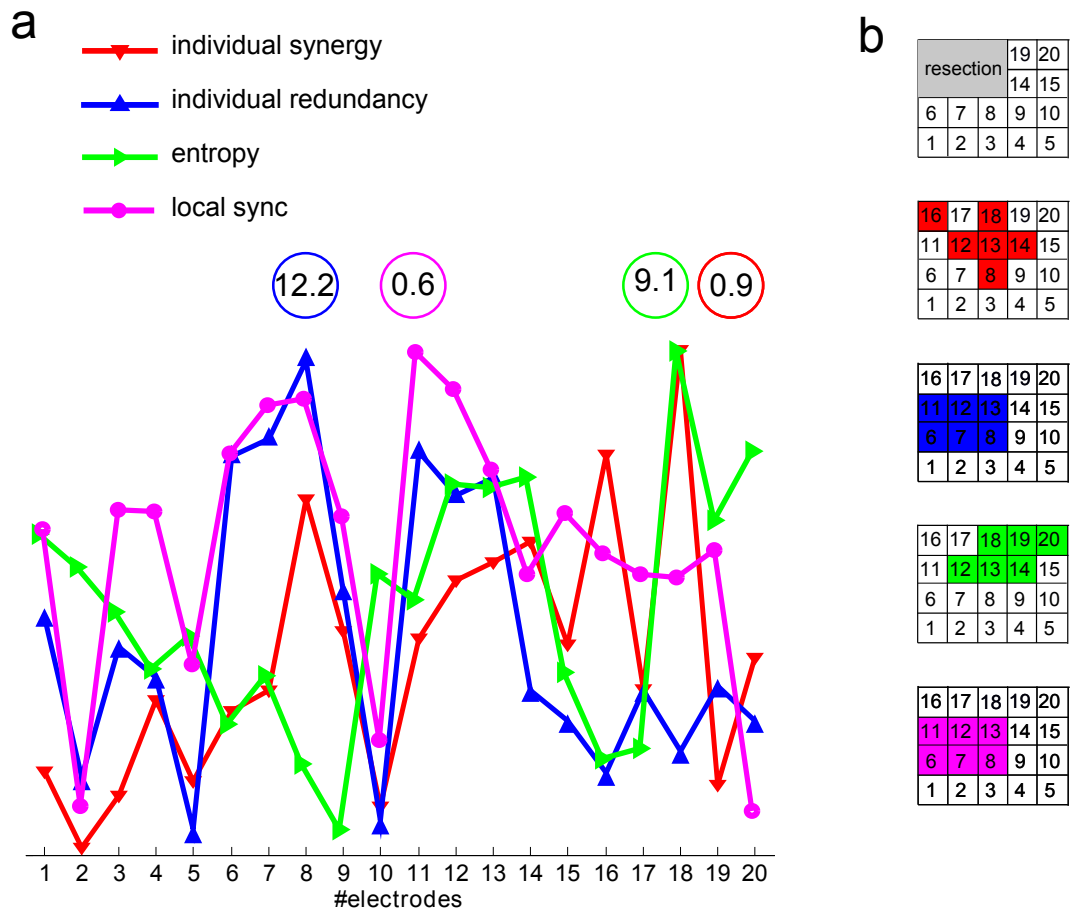 a
individual synergy
individual redundancy
entropy
local sync
12.2 0.6 9.1 0.9
1 2 3 4 5 6 7 8 9 10 11 12 13 14 15 16 17 18 19 20
#electrodes
b
resection 19 20
14 15
6 7 8 9 10
1 2 3 4 5
16 17 18 19 20
11 12 13 14 15
6 7 8 9 10
1 2 3 4 5
16 17 18 19 20
11 12 13 14 15
6 7 8 9 10
1 2 3 4 5
16 17 18 19 20
11 12 13 14 15
6 7 8 9 10
1 2 3 4 5
16 17 18 19 20
11 12 13 14 15
6 7 8 9 10
1 2 3 4 5